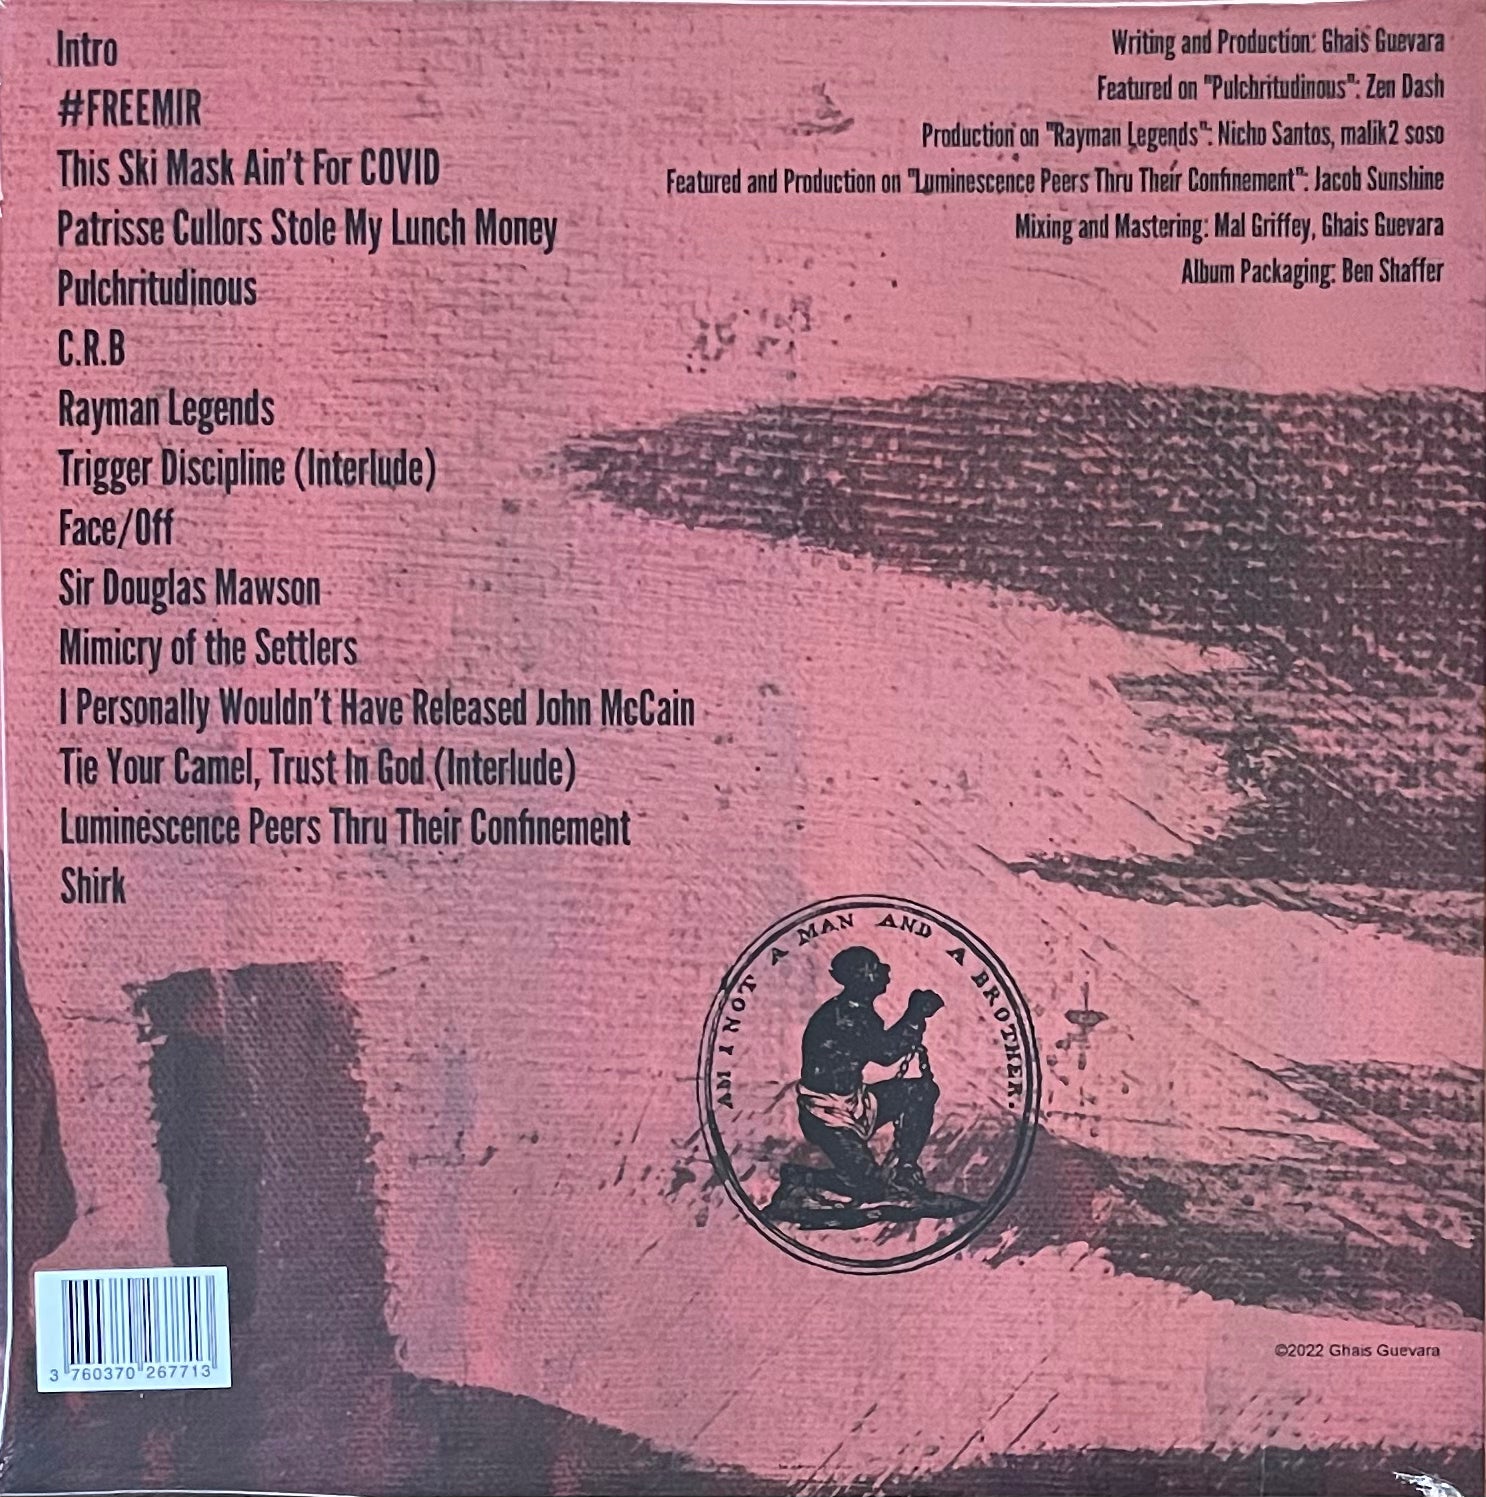 Intro
#FREEMIR
This Ski Mask Ain't For COVID
Patrisse Cullors Stole My Lunch Money
Pulchritudinous
C.R.B
Rayman Legends
Trigger Discipline (Interlude)
Face/Off
Sir Douglas Mawson
Mimicry of the Settlers
I Personally Wouldn't Have Released John McCain
Tie Your Camel, Trust In God (Interlude)
Luminescence Peers Thru Their Confinement
Shirk
Writing and Production: Ghais Guevara
Featured on "Pulchritudinous": Zen Dash
Production on "Rayman Legends": Nicho Santos, malik2 soso
Featured and Production on "Luminescence Peers Thru Their Confinement": Jacob Sunshine
Mixing and Mastering: Mal Griffey, Ghais Guevara
Album Packaging: Ben Shaffer
AM I NOT A MAN AND A BROTHER.
3 760370 267713
©2022 Ghais Guevara